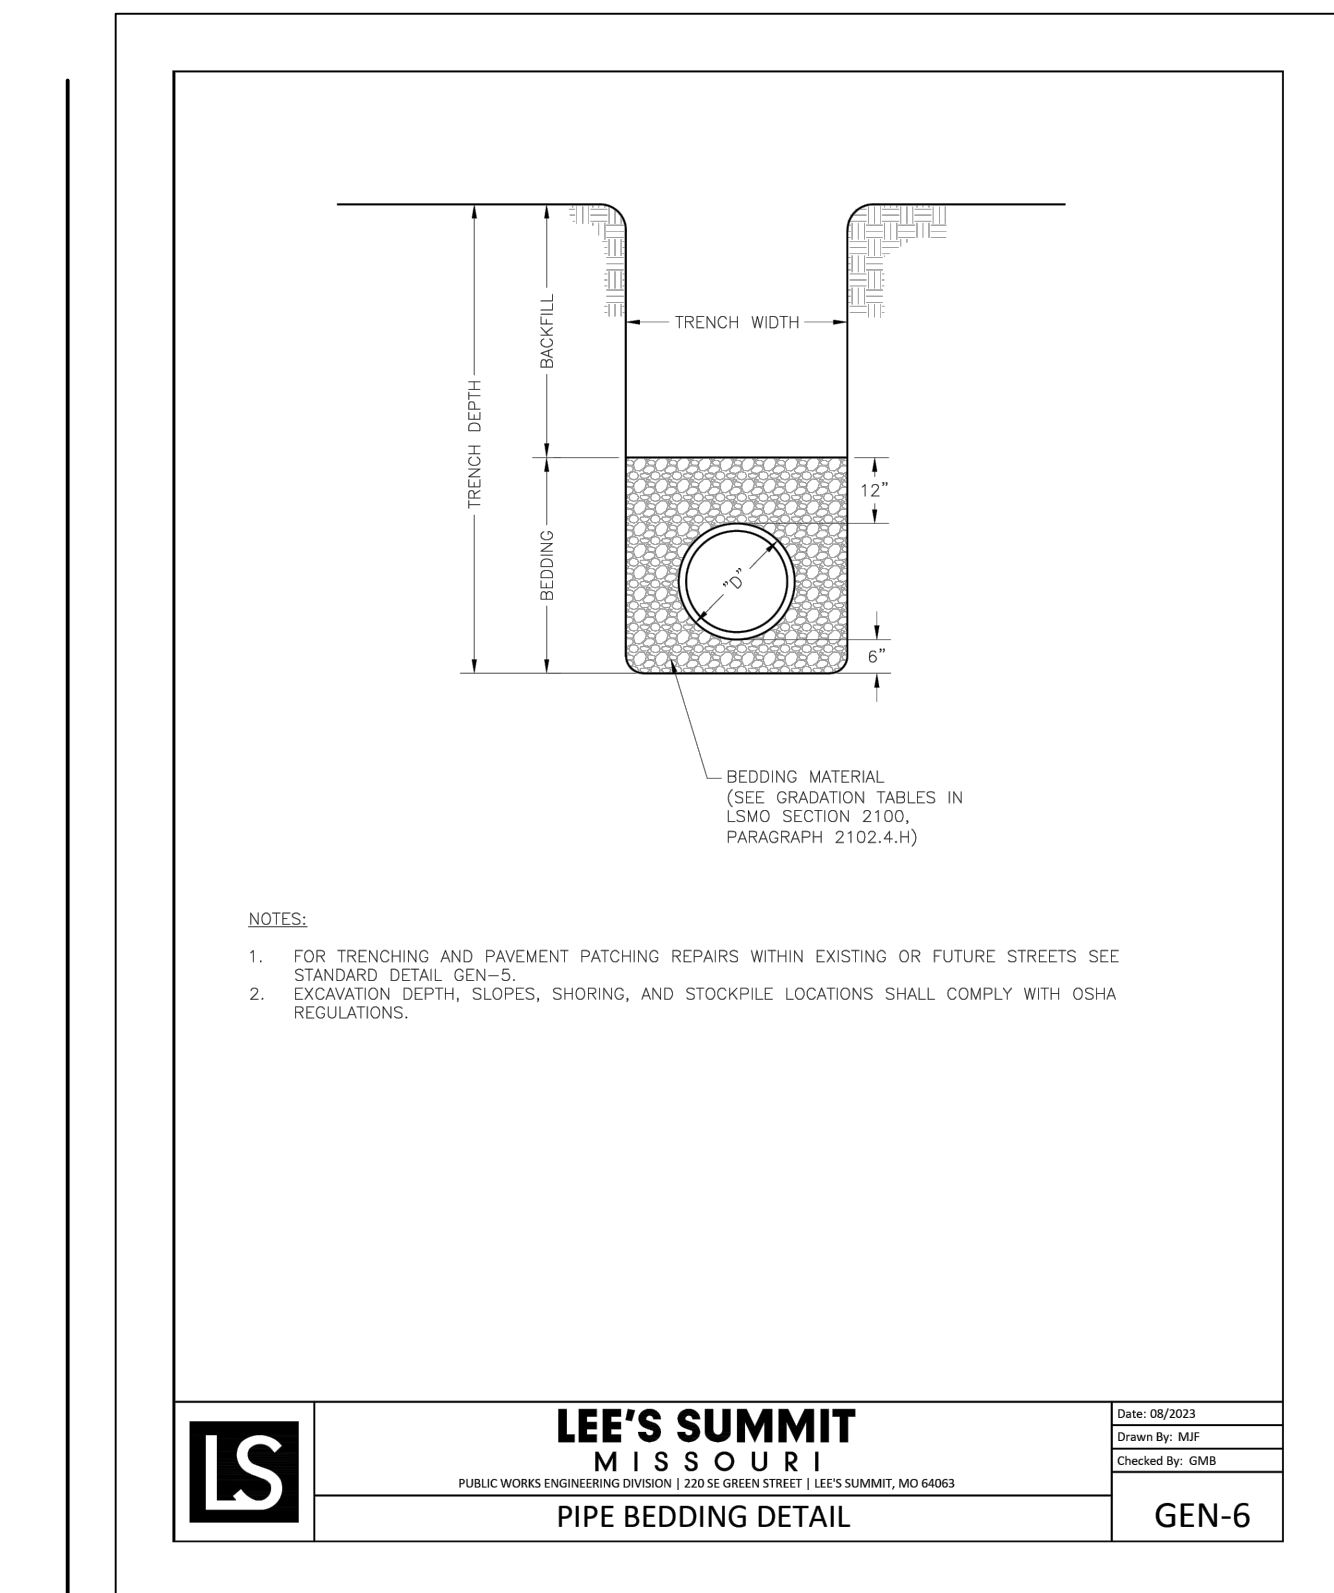 TRENCH DEPTH
BACKFILL
BEDDING
TRENCH WIDTH
12”
”D”
6”
BEDDING MATERIAL
(SEE GRADATION TABLES IN
LSMO SECTION 2100,
PARAGRAPH 2102.4.H)
NOTES:
1. FOR TRENCHING AND PAVEMENT PATCHING REPAIRS WITHIN EXISTING OR FUTURE STREETS SEE
STANDARD DETAIL GEN-5.
2. EXCAVATION DEPTH, SLOPES, SHORING, AND STOCKPILE LOCATIONS SHALL COMPLY WITH OSHA
REGULATIONS.
LS
LEE'S SUMMIT
MISSOURI
PUBLIC WORKS ENGINEERING DIVISION | 220 SE GREEN STREET | LEE'S SUMMIT, MO 64063
PIPE BEDDING DETAIL
Date: 08/2023
Drawn By: MJF
Checked By: GMB
GEN-6